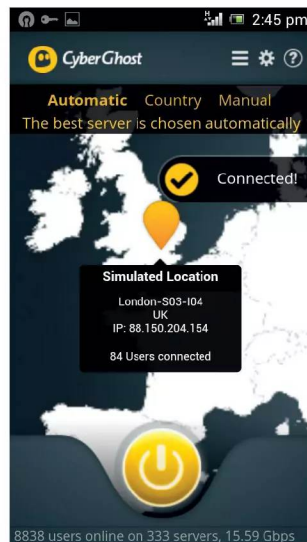 H
2:45 pm
CyberGhost
Automatic Country Manual
The best server is chosen automatically
Connected!
Simulated Location
London-S03-I04
UK
IP: 88.150.204.154
84 Users connected
8838 users online on 333 servers, 15.59 Gbps